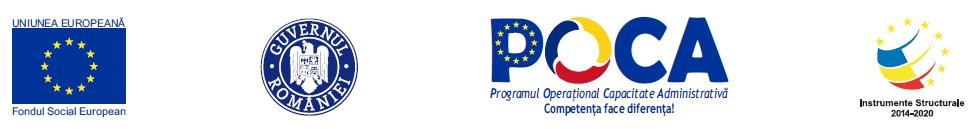 UNIUNEA EUROPEANĂ
Fondul Social European
GUVERNUL
ROMÂNIEI
POCA
Programul Operațional Capacitate Administrativă
Competența face diferența!
Instrumente Structurale
2014-2020